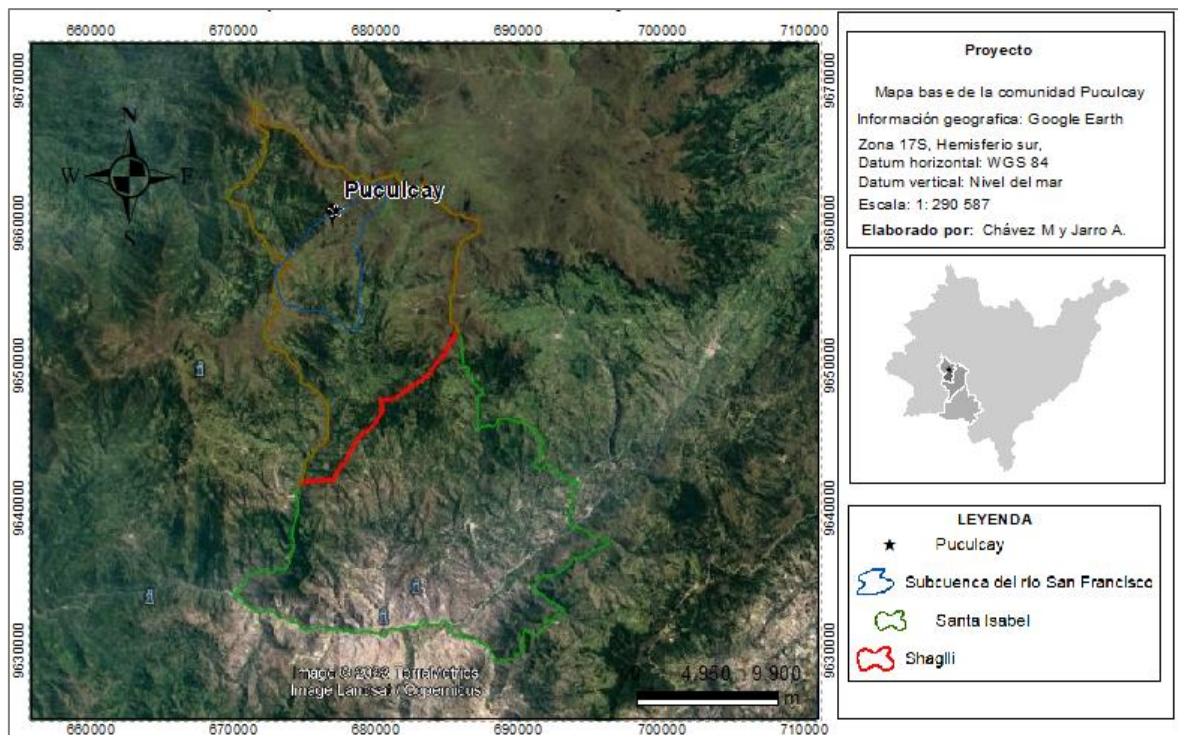 660000 670000 680000 690000 700000 710000
9670000
9660000
9650000
9640000
9630000
N
W E
S
Puculcay
Image © 2023 TerraMetrics
Image Landsat / Copernicus
0 4.950 9.900
m
9670000
9660000
9650000
9640000
9630000
660000 670000 680000 690000 700000 710000
Proyecto
Mapa base de la comunidad Puculcay
Información geografica: Google Earth
Zona 17S, Hemisferio sur,
Datum horizontal: WGS 84
Datum vertical: Nivel del mar
Escala: 1: 290 587
Elaborado por: Chávez M y Jarro A.
LEYENDA
Puculcay
Subcuenca del río San Francisco
Santa Isabel
Shaglli